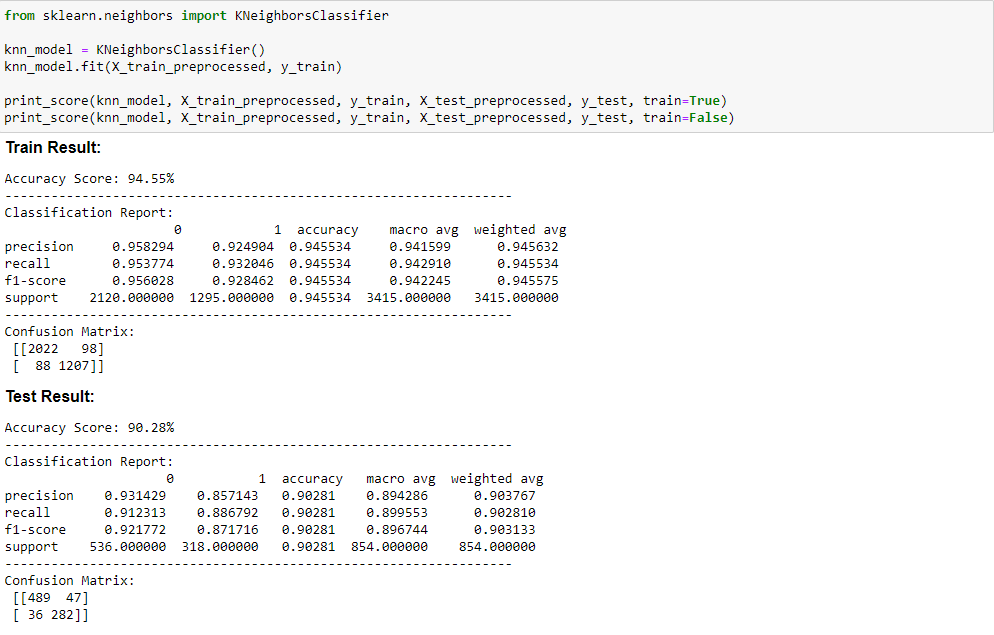 from sklearn.neighbors import KNeighborsClassifier
knn_model = KNeighborsClassifier()
knn_model.fit(X_train_preprocessed, y_train)
print_score(knn_model, X_train_preprocessed, y_train, X_test_preprocessed, y_test, train=True)
print_score(knn_model, X_train_preprocessed, y_train, X_test_preprocessed, y_test, train=False)
Train Result:
Accuracy Score: 94.55%
------------------------------------------------------------------
Classification Report:
0 1 accuracy macro avg weighted avg
precision 0.958294 0.924904 0.945534 0.941599 0.945632
recall 0.953774 0.932046 0.945534 0.942910 0.945534
f1-score 0.956028 0.928462 0.945534 0.942245 0.945575
support 2120.000000 1295.000000 0.945534 3415.000000 3415.000000
------------------------------------------------------------------
Confusion Matrix:
[[2022 98]
[ 88 1207]]
Test Result:
Accuracy Score: 90.28%
------------------------------------------------------------------
Classification Report:
0 1 accuracy macro avg weighted avg
precision 0.931429 0.857143 0.90281 0.894286 0.903767
recall 0.912313 0.886792 0.90281 0.899553 0.902810
f1-score 0.921772 0.871716 0.90281 0.896744 0.903133
support 536.000000 318.000000 0.90281 854.000000 854.000000
------------------------------------------------------------------
Confusion Matrix:
[[489 47]
[ 36 282]]